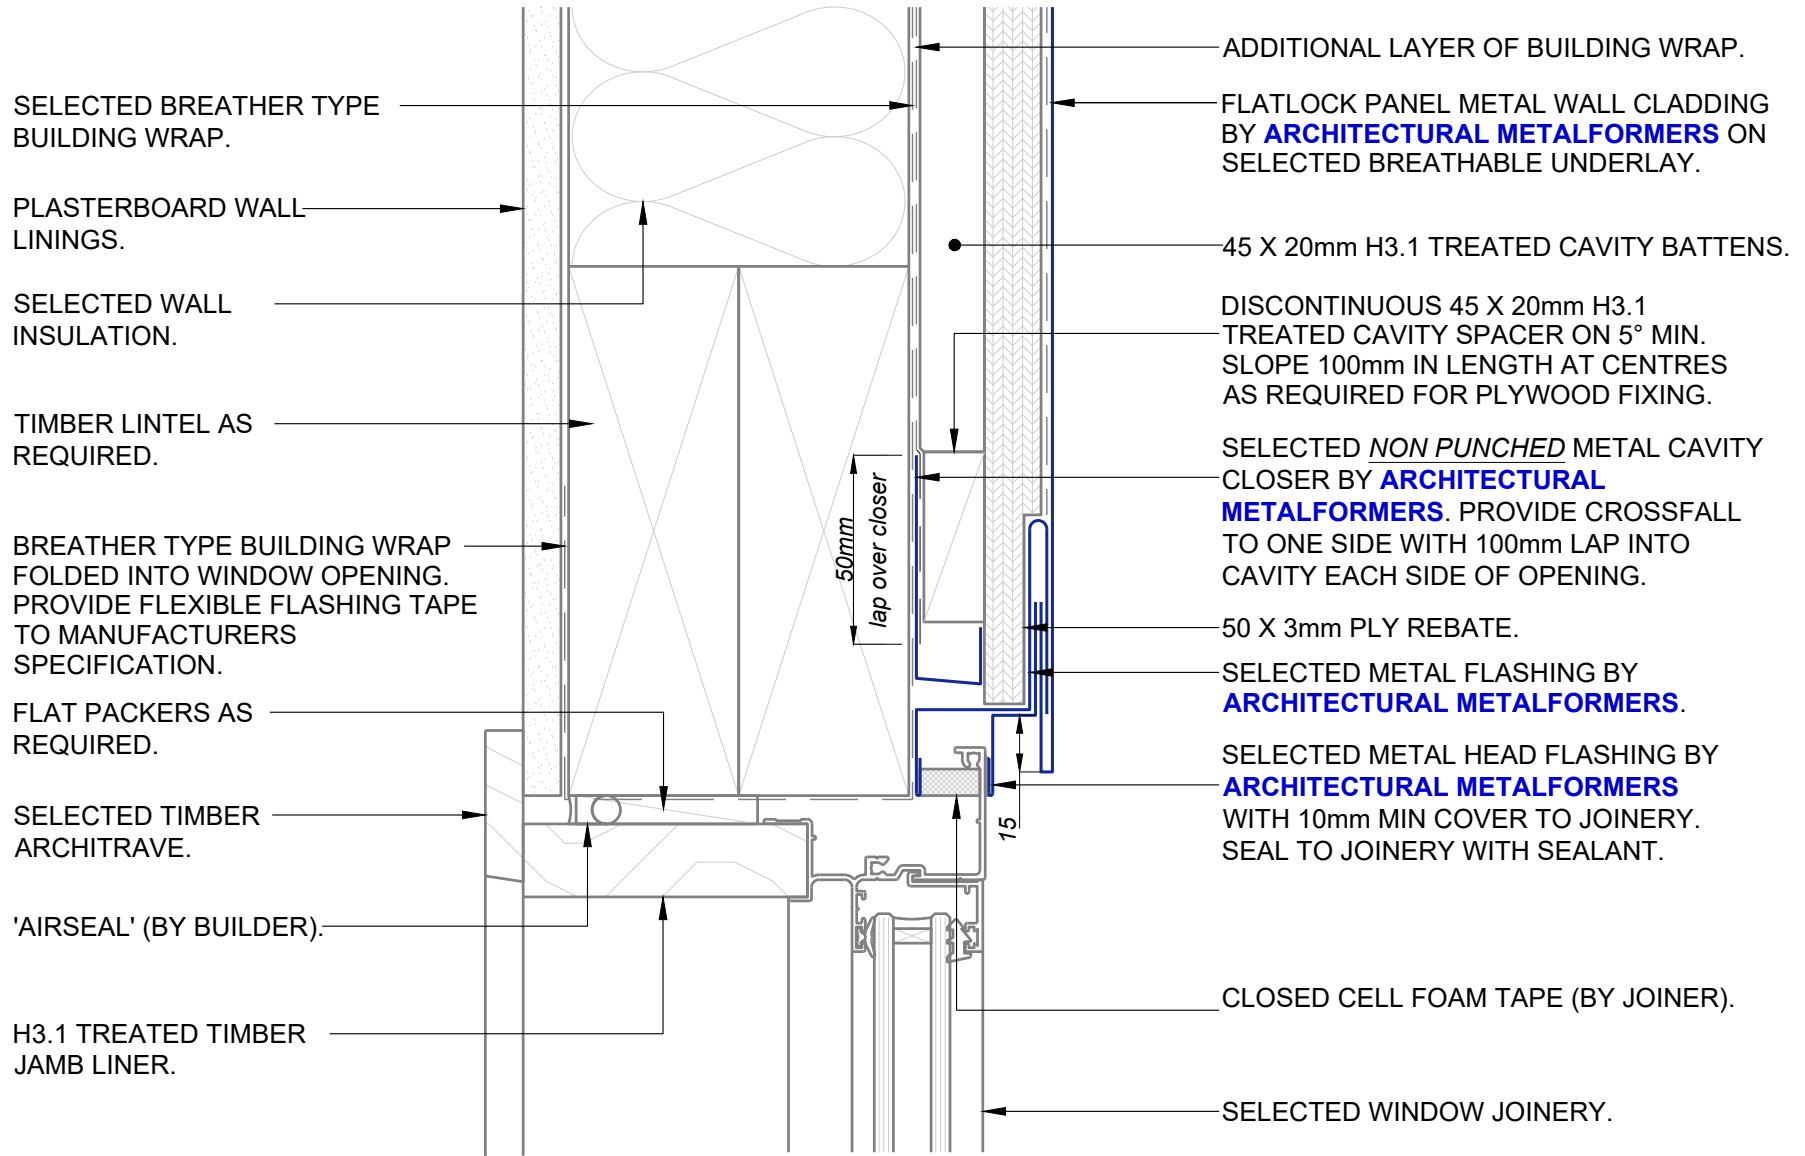 SELECTED BREATHER TYPE
BUILDING WRAP.
PLASTERBOARD WALL
LININGS.
SELECTED WALL
INSULATION.
TIMBER LINTEL AS
REQUIRED.
BREATHER TYPE BUILDING WRAP
FOLDED INTO WINDOW OPENING.
PROVIDE FLEXIBLE FLASHING TAPE
TO MANUFACTURERS
SPECIFICATION.
FLAT PACKERS AS
REQUIRED.
SELECTED TIMBER
ARCHITRAVE.
'AIRSEAL' (BY BUILDER).
H3.1 TREATED TIMBER
JAMB LINER.
50mm
lap over closer
15
ADDITIONAL LAYER OF BUILDING WRAP.
FLATLOCK PANEL METAL WALL CLADDING
BY ARCHITECTURAL METALFORMERS ON
SELECTED BREATHABLE UNDERLAY.
45 X 20mm H3.1 TREATED CAVITY BATTENS.
DISCONTINUOUS 45 X 20mm H3.1
TREATED CAVITY SPACER ON 5° MIN.
SLOPE 100mm IN LENGTH AT CENTRES
AS REQUIRED FOR PLYWOOD FIXING.
SELECTED NON PUNCHED METAL CAVITY
CLOSER BY ARCHITECTURAL
METALFORMERS. PROVIDE CROSSFALL
TO ONE SIDE WITH 100mm LAP INTO
CAVITY EACH SIDE OF OPENING.
50 X 3mm PLY REBATE.
SELECTED METAL FLASHING BY
ARCHITECTURAL METALFORMERS.
SELECTED METAL HEAD FLASHING BY
ARCHITECTURAL METALFORMERS
WITH 10mm MIN COVER TO JOINERY.
SEAL TO JOINERY WITH SEALANT.
CLOSED CELL FOAM TAPE (BY JOINER).
SELECTED WINDOW JOINERY.